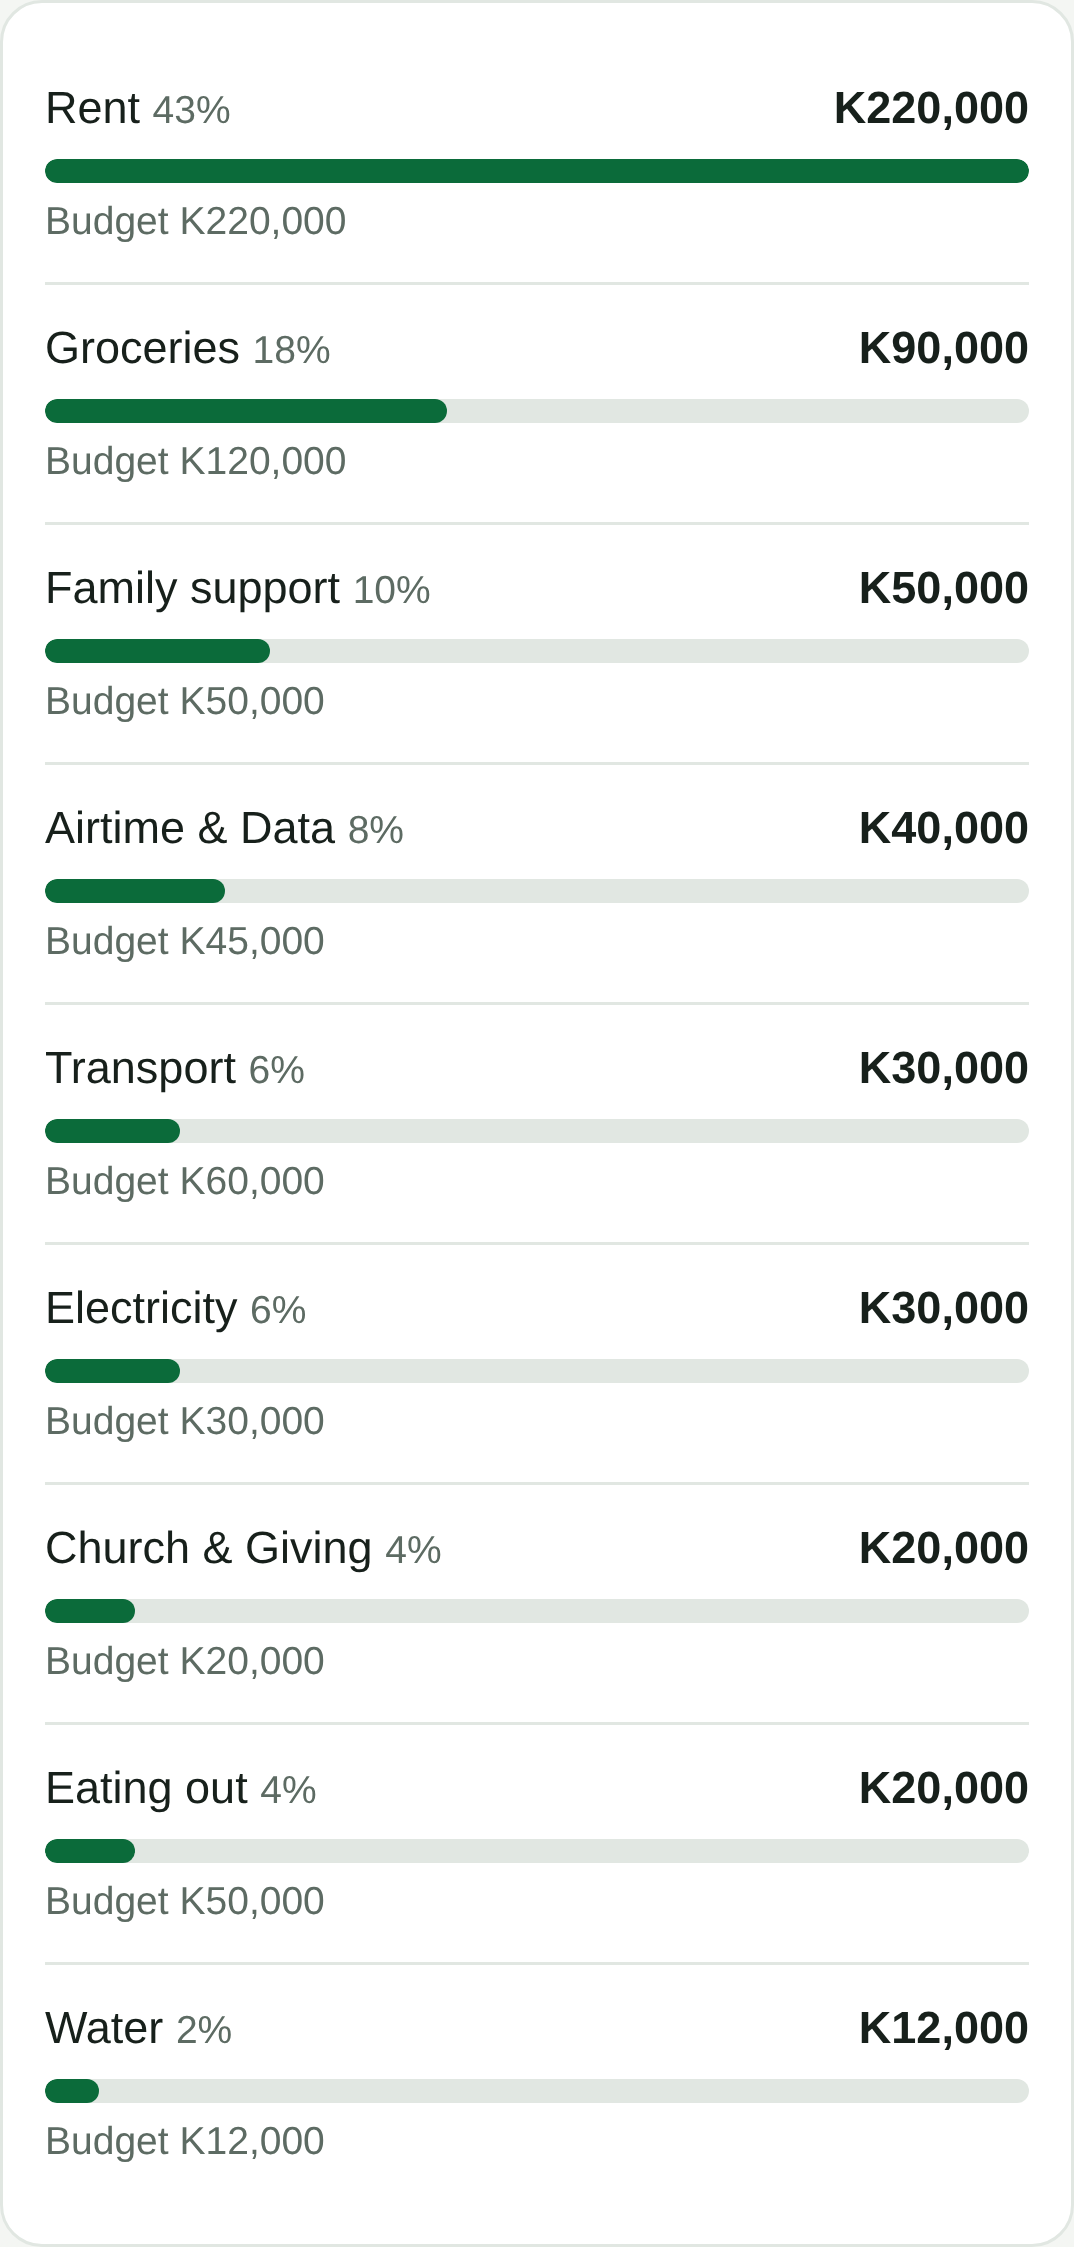 Rent 43% K220,000
Budget K220,000
Groceries 18% K90,000
Budget K120,000
Family support 10% K50,000
Budget K50,000
Airtime & Data 8% K40,000
Budget K45,000
Transport 6% K30,000
Budget K60,000
Electricity 6% K30,000
Budget K30,000
Church & Giving 4% K20,000
Budget K20,000
Eating out 4% K20,000
Budget K50,000
Water 2% K12,000
Budget K12,000